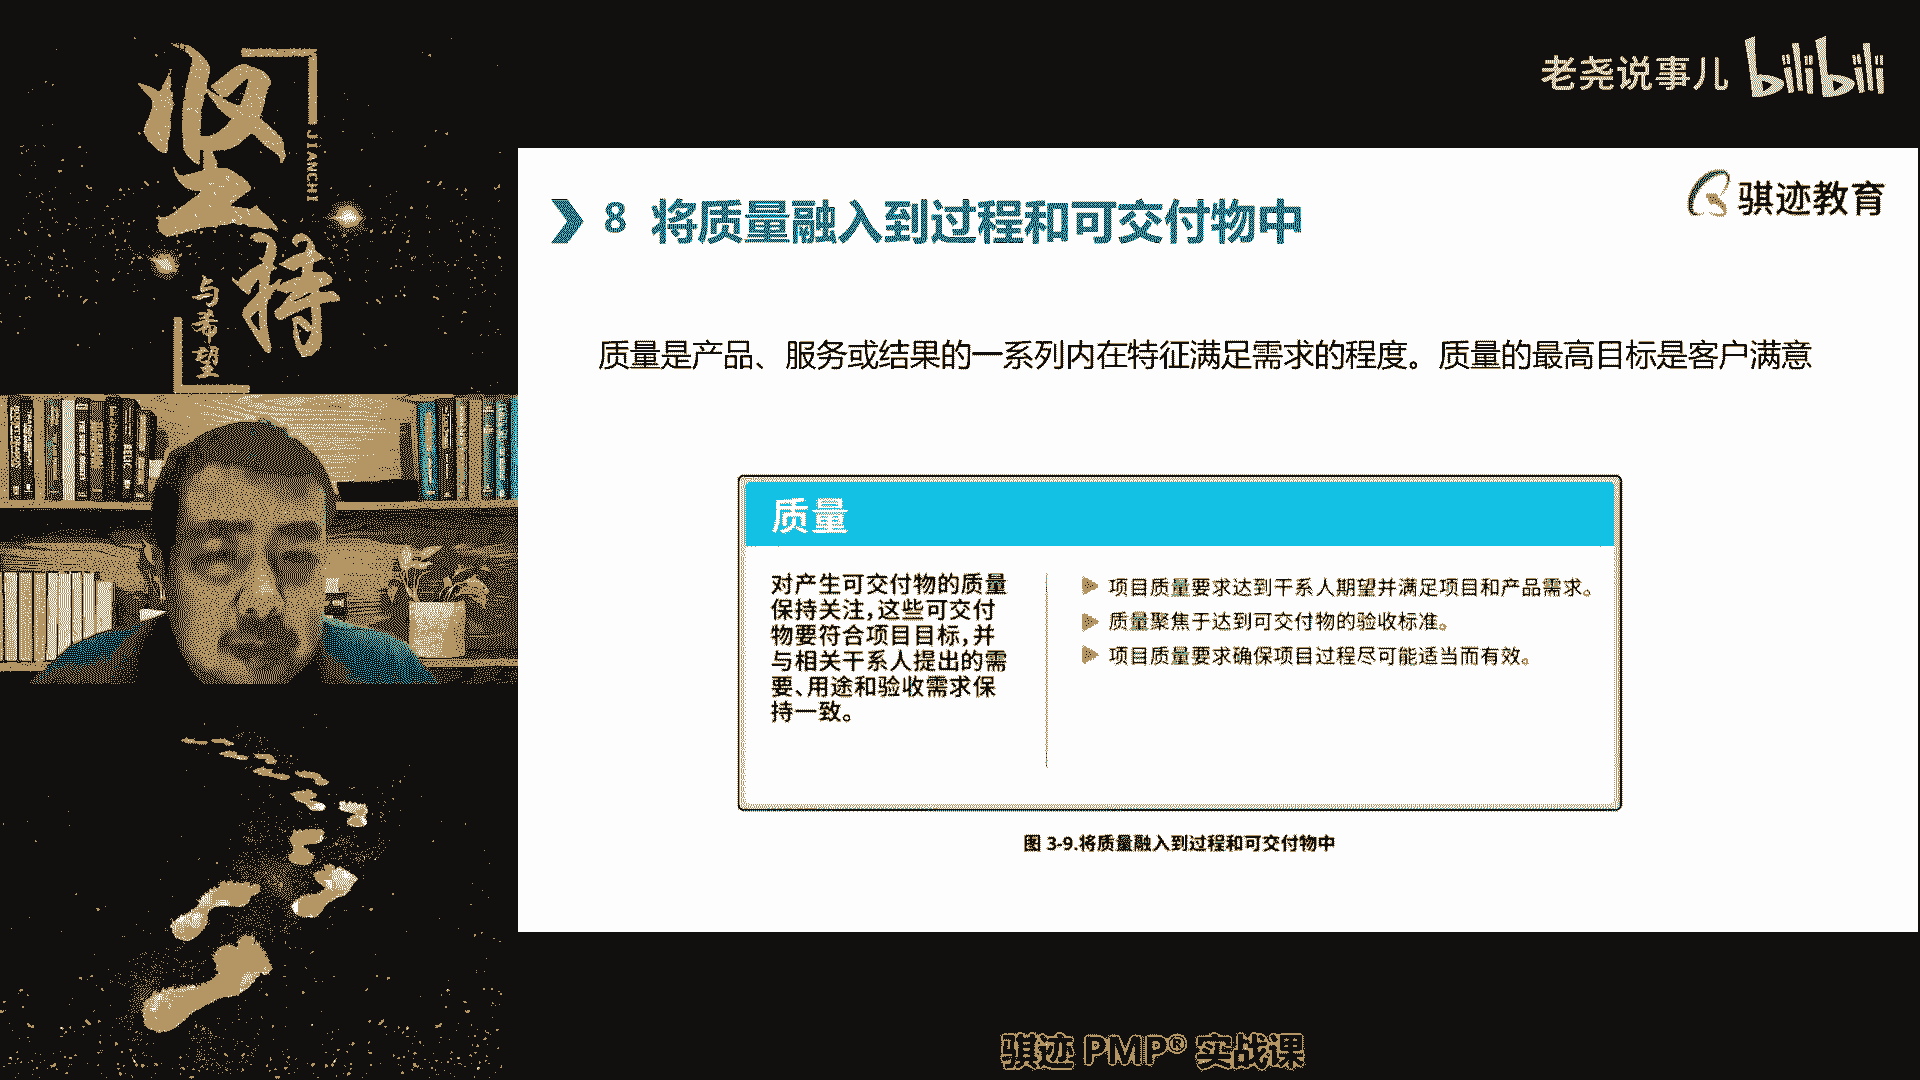 坚持
JIANCHI
与希望
老尧说事儿 bilibili
骐迹教育
8 将质量融入到过程和可交付物中
质量是产品、服务或结果的一系列内在特征满足需求的程度。质量的最高目标是客户满意
质量
对产生可交付物的质量
保持关注,这些可交付
物要符合项目目标,并
与相关干系人提出的需
要、用途和验收需求保
持一致。
项目质量要求达到干系人期望并满足项目和产品需求。
质量聚焦于达到可交付物的验收标准。
项目质量要求确保项目过程尽可能适当而有效。
图 3-9.将质量融入到过程和可交付物中
骐迹 PMP® 实战课